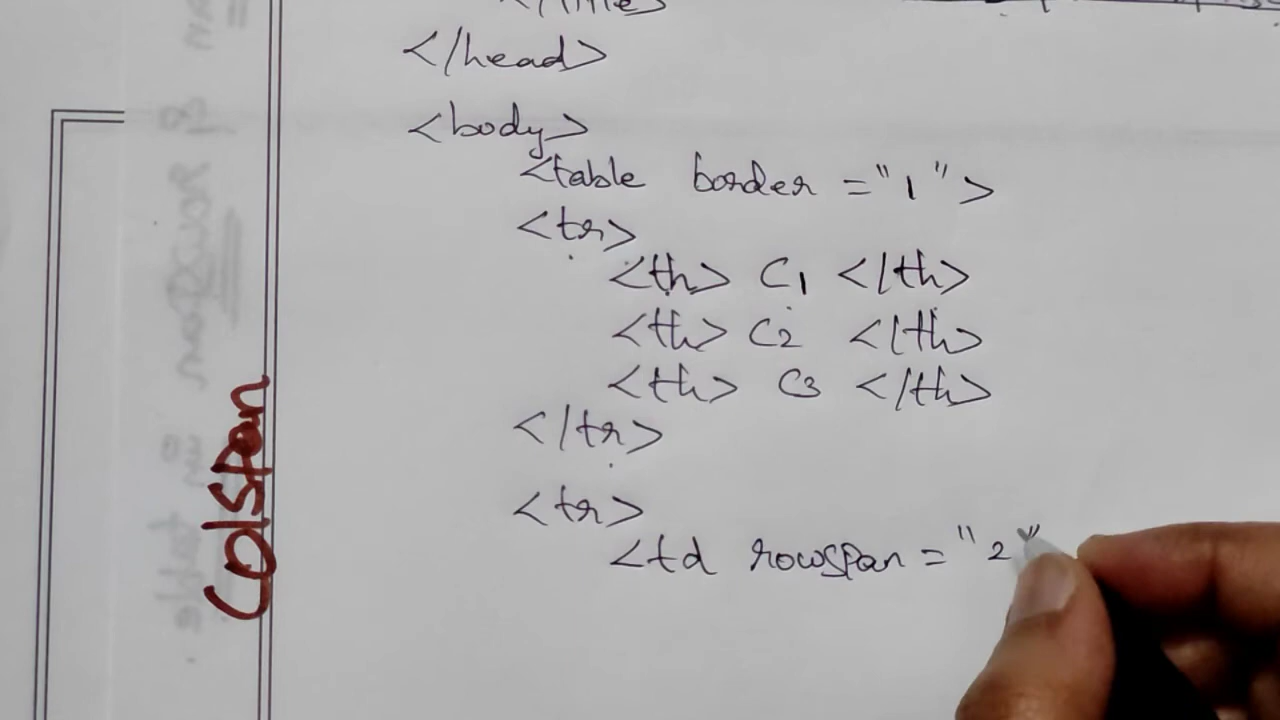 </title>
</head>
<body>
<table border ="1">
<tr>
<th> C1 </th>
<th> C2 </th>
<th> C3 </th>
</tr>
<tr>
<td rowspan = "2"
Colspan